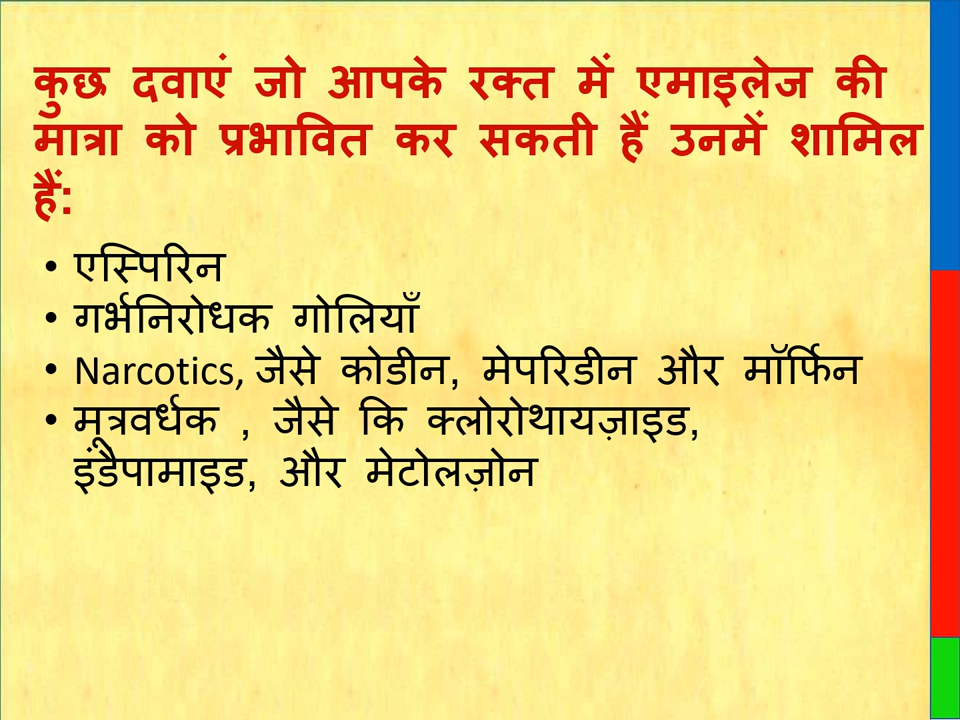 कुछ दवाएं जो आपके रक्त में एमाइलेज की
मात्रा को प्रभावित कर सकती हैं उनमें शामिल
हैं:
• एस्पिरिन
• गर्भनिरोधक गोलियाँ
• Narcotics, जैसे कोडीन, मेपरिडीन और मॉर्फिन
• मूत्रवर्धक , जैसे कि क्लोरोथायज़ाइड,
इंडैपामाइड, और मेटोलज़ोन